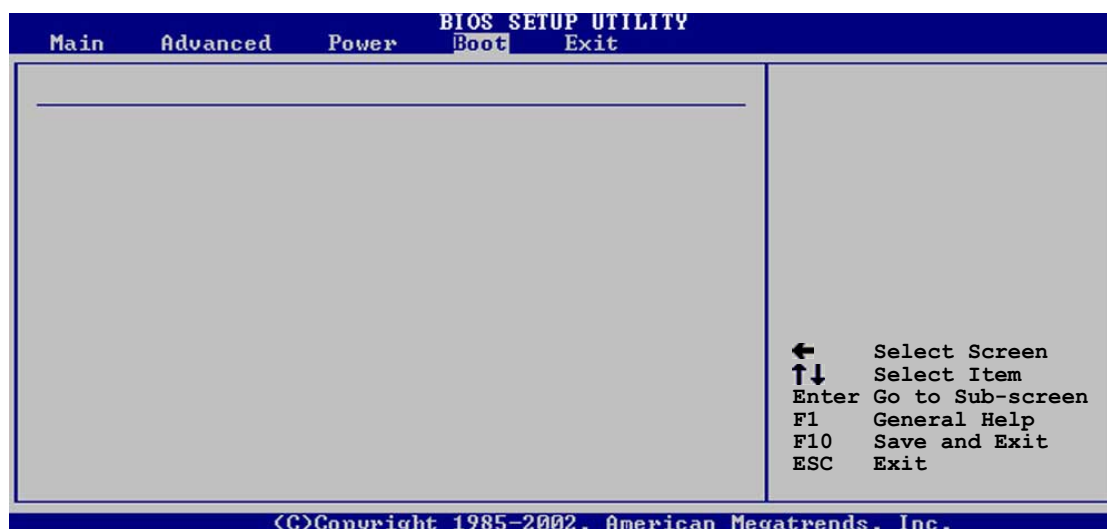 BIOS SETUP UTILITY
Main Advanced Power Boot Exit
← Select Screen
↑↓ Select Item
Enter Go to Sub-screen
F1 General Help
F10 Save and Exit
ESC Exit
(C)Copyright 1985-2002, American Megatrends, Inc.